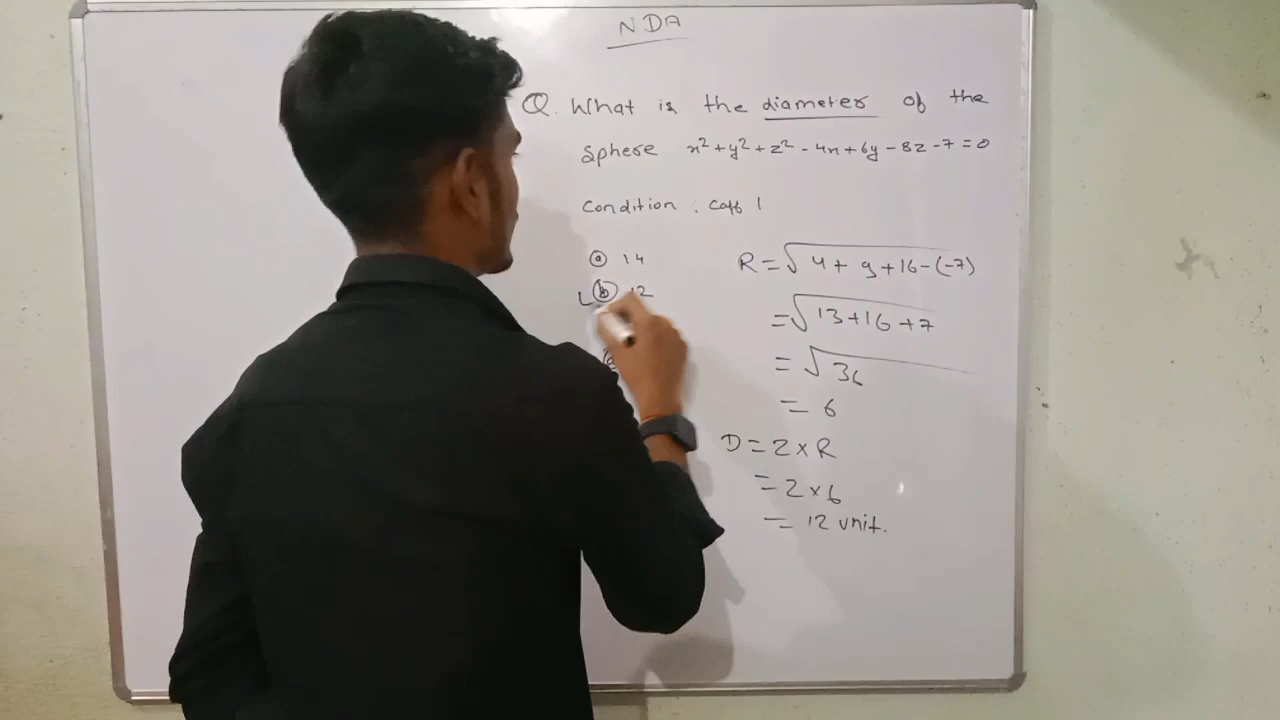 NDA
Q. What is the diameter of the
sphere x²+y²+z² - 4x+6y-8z-7=0
Condition : Coff 1
(a) 14
(b) 12
R = √4+9+16-(-7)
= √13+16+7
= √36
= 6
D = 2×R
= 2×6
= 12 unit.